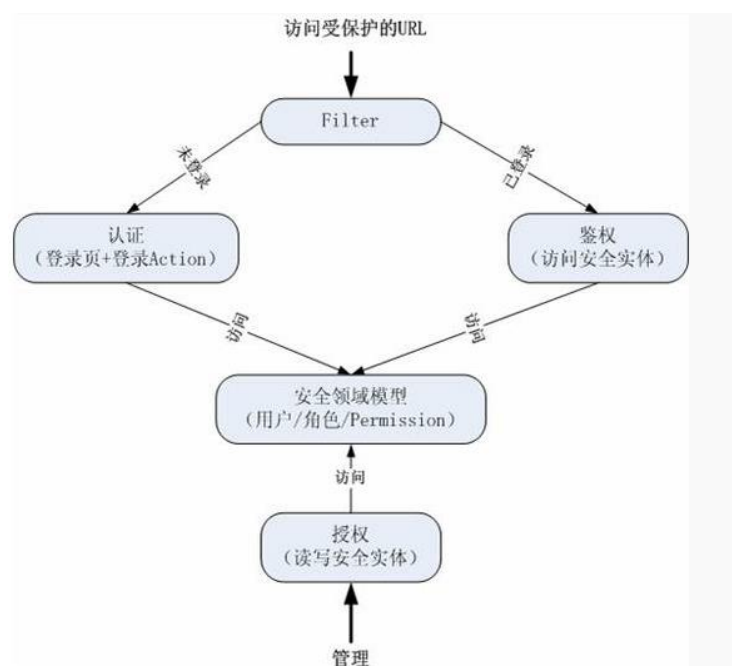 访问受保护的URL
Filter
未登录
已登录
认证
（登录页+登录Action）
鉴权
（访问安全实体）
访问
访问
安全领域模型
（用户/角色/Permission）
访问
授权
（读写安全实体）
管理